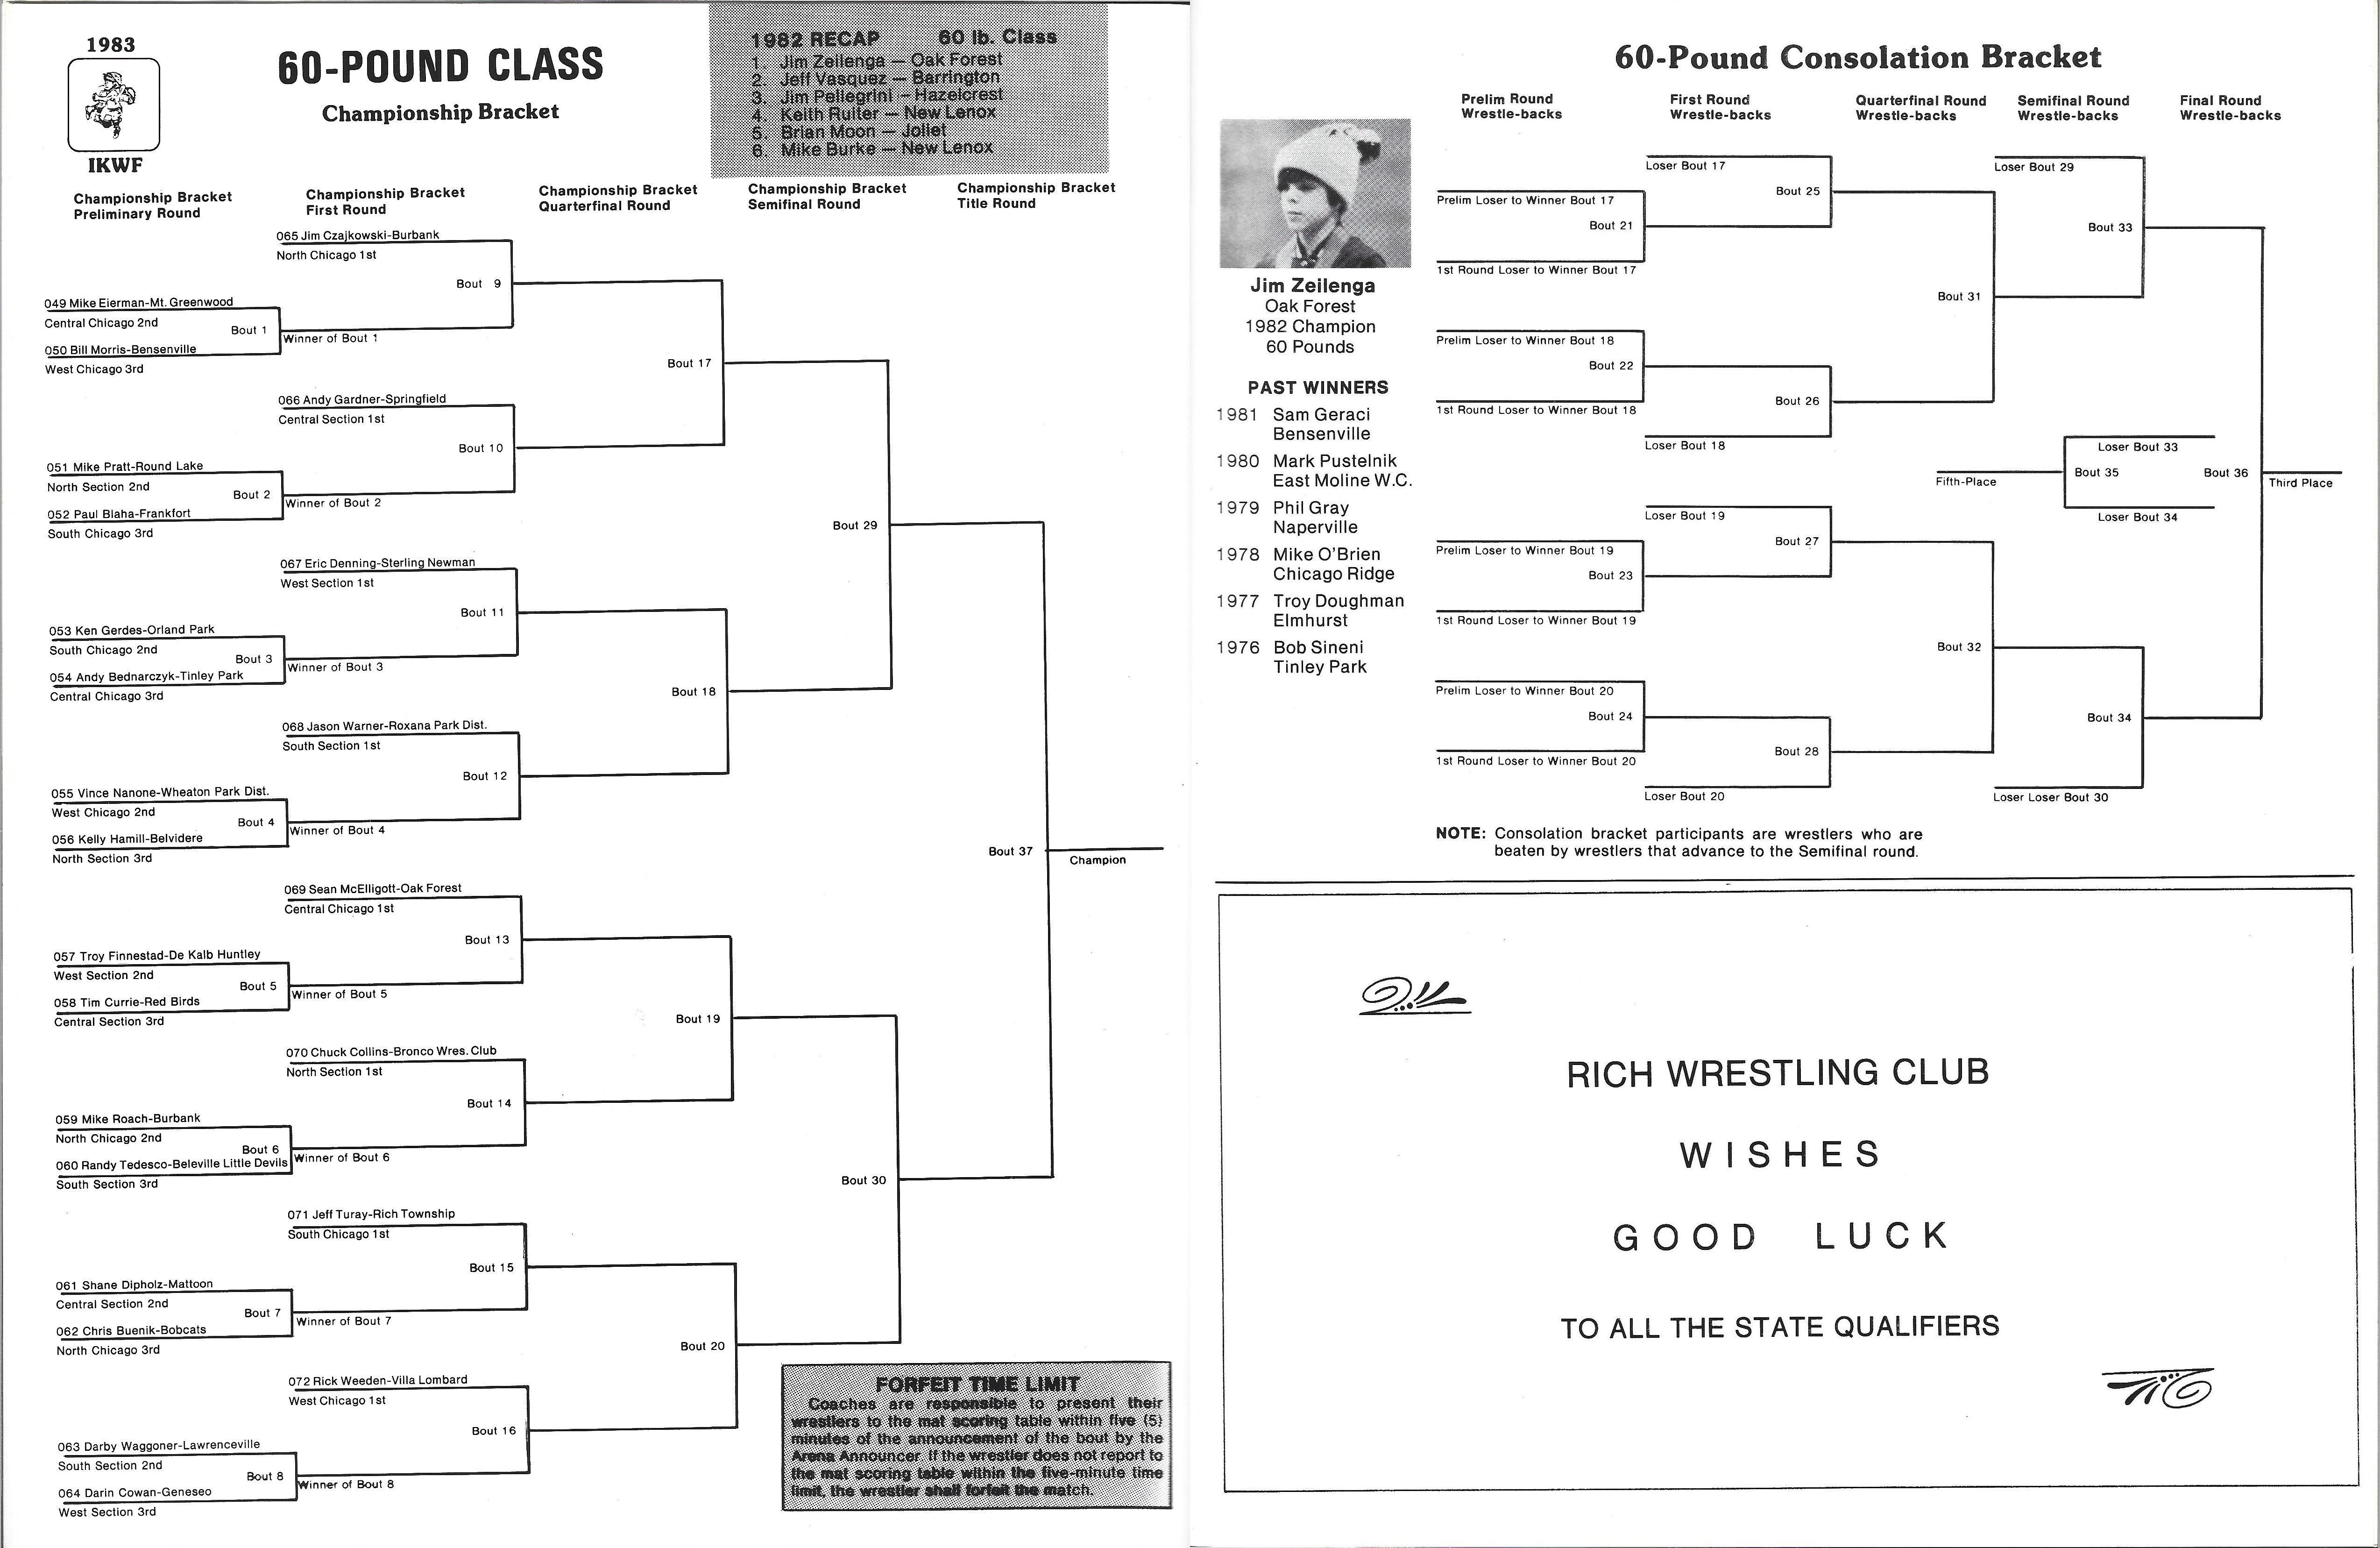 1983
IKWF
60-POUND CLASS
Championship Bracket
1982 RECAP 60 lb. Class
1. Jim Zeilenga — Oak Forest
2. Jeff Vasquez — Barrington
3. Jim Pellegrini — Hazelcrest
4. Keith Ruiter — New Lenox
5. Brian Moon — Joliet
6. Mike Burke — New Lenox
Championship Bracket
Preliminary Round
Championship Bracket
First Round
Championship Bracket
Quarterfinal Round
Championship Bracket
Semifinal Round
Championship Bracket
Title Round
065 Jim Czajkowski-Burbank
North Chicago 1st
Bout 9
049 Mike Eierman-Mt. Greenwood
Central Chicago 2nd
Bout 1
Winner of Bout 1
050 Bill Morris-Bensenville
West Chicago 3rd
Bout 17
066 Andy Gardner-Springfield
Central Section 1st
Bout 10
051 Mike Pratt-Round Lake
North Section 2nd
Bout 2
Winner of Bout 2
052 Paul Blaha-Frankfort
South Chicago 3rd
Bout 29
067 Eric Denning-Sterling Newman
West Section 1st
Bout 11
053 Ken Gerdes-Orland Park
South Chicago 2nd
Bout 3
Winner of Bout 3
054 Andy Bednarczyk-Tinley Park
Central Chicago 3rd
Bout 18
068 Jason Warner-Roxana Park Dist.
South Section 1st
Bout 12
055 Vince Nanone-Wheaton Park Dist.
West Chicago 2nd
Bout 4
Winner of Bout 4
056 Kelly Hamill-Belvidere
North Section 3rd
Bout 37
Champion
069 Sean McElligott-Oak Forest
Central Chicago 1st
Bout 13
057 Troy Finnestad-De Kalb Huntley
West Section 2nd
Bout 5
Winner of Bout 5
058 Tim Currie-Red Birds
Central Section 3rd
Bout 19
070 Chuck Collins-Bronco Wres. Club
North Section 1st
Bout 14
059 Mike Roach-Burbank
North Chicago 2nd
Bout 6
Winner of Bout 6
060 Randy Tedesco-Beleville Little Devils
South Section 3rd
Bout 30
071 Jeff Turay-Rich Township
South Chicago 1st
Bout 15
061 Shane Dipholz-Mattoon
Central Section 2nd
Bout 7
Winner of Bout 7
062 Chris Buenik-Bobcats
North Chicago 3rd
Bout 20
072 Rick Weeden-Villa Lombard
West Chicago 1st
Bout 16
063 Darby Waggoner-Lawrenceville
South Section 2nd
Bout 8
Winner of Bout 8
064 Darin Cowan-Geneseo
West Section 3rd
FORFEIT TIME LIMIT
Coaches are responsible to present their
wrestlers to the mat scoring table within five (5)
minutes of the announcement of the bout by the
Arena Announcer. If the wrestler does not report to
the mat scoring table within the five-minute time
limit, the wrestler shall forfeit the match.
60-Pound Consolation Bracket
Prelim Round
Wrestle-backs
First Round
Wrestle-backs
Quarterfinal Round
Wrestle-backs
Semifinal Round
Wrestle-backs
Final Round
Wrestle-backs
Jim Zeilenga
Oak Forest
1982 Champion
60 Pounds
PAST WINNERS
1981 Sam Geraci
Bensenville
1980 Mark Pustelnik
East Moline W.C.
1979 Phil Gray
Naperville
1978 Mike O'Brien
Chicago Ridge
1977 Troy Doughman
Elmhurst
1976 Bob Sineni
Tinley Park
Loser Bout 17
Bout 25
Prelim Loser to Winner Bout 17
Bout 21
1st Round Loser to Winner Bout 17
Loser Bout 29
Bout 33
Bout 31
Prelim Loser to Winner Bout 18
Bout 22
1st Round Loser to Winner Bout 18
Bout 26
Loser Bout 18
Loser Bout 33
Fifth-Place
Bout 35
Bout 36
Third Place
Loser Bout 34
Loser Bout 19
Bout 27
Prelim Loser to Winner Bout 19
Bout 23
1st Round Loser to Winner Bout 19
Bout 32
Prelim Loser to Winner Bout 20
Bout 24
1st Round Loser to Winner Bout 20
Bout 28
Loser Bout 20
Bout 34
Loser Loser Bout 30
NOTE: Consolation bracket participants are wrestlers who are
beaten by wrestlers that advance to the Semifinal round.
RICH WRESTLING CLUB
WISHES
GOOD LUCK
TO ALL THE STATE QUALIFIERS